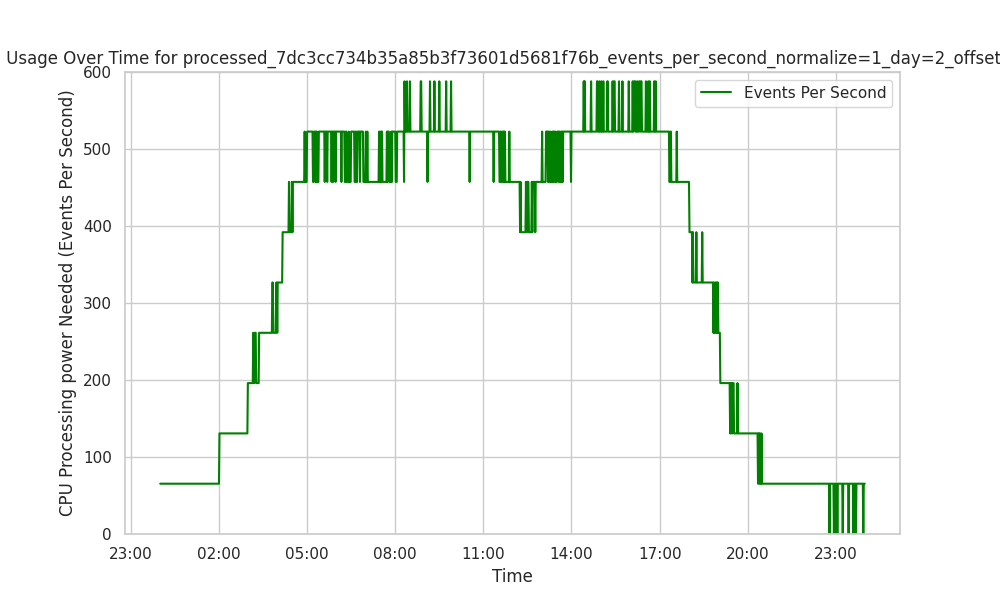 Usage Over Time for processed_7dc3cc734b35a85b3f73601d5681f76b_events_per_second_normalize=1_day=2_offset
Events Per Second
CPU Processing power Needed (Events Per Second)
600
500
400
300
200
100
0
23:00 02:00 05:00 08:00 11:00 14:00 17:00 20:00 23:00
Time